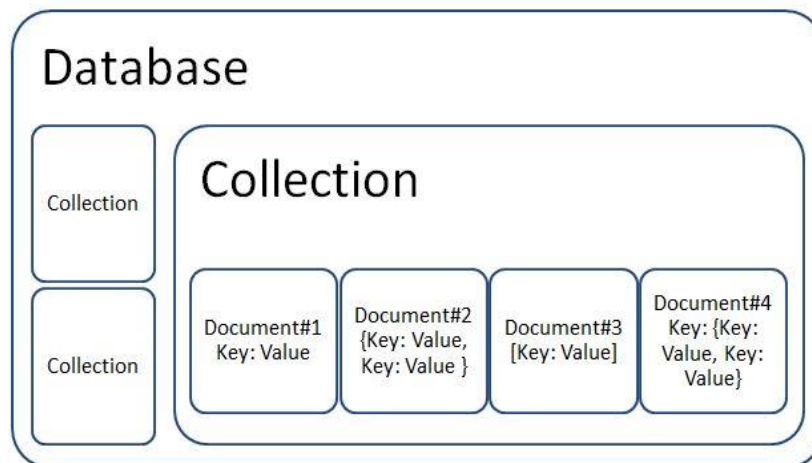 Database
Collection
Collection
Collection
Document#1
Key: Value
Document#2
{Key: Value,
Key: Value }
Document#3
[Key: Value]
Document#4
Key: {Key:
Value, Key:
Value}